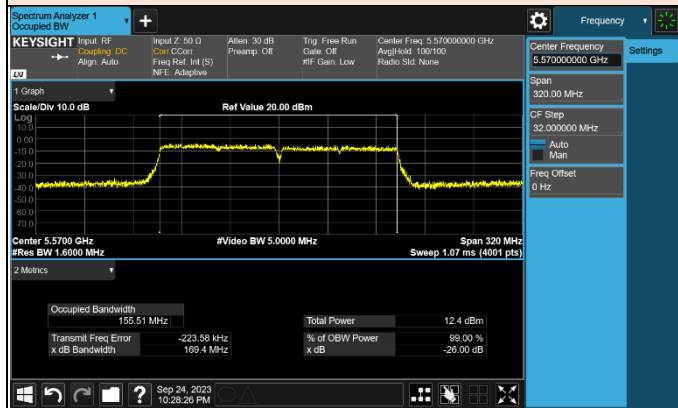 Spectrum Analyzer 1
Occupied BW
+
Frequency
KEYSIGHT
Input: RF
Coupling: DC
Align: Auto
Input Z: 50 Ω
Corr CCorr
Freq Ref: Int (S)
NFE: Adaptive
Atten: 30 dB
Preamp: Off
Trig: Free Run
Gate: Off
#IF Gain: Low
Center Freq: 5.570000000 GHz
Avg|Hold: 100/100
Radio Std: None
LXI
1 Graph
Scale/Div 10.0 dB
Ref Value 20.00 dBm
Log
10.0
0.00
-10.0
-20.0
-30.0
-40.0
-50.0
-60.0
-70.0
Center 5.5700 GHz
#Video BW 5.0000 MHz
Span 320 MHz
#Res BW 1.6000 MHz
Sweep 1.07 ms (4001 pts)
2 Metrics
Occupied Bandwidth
155.51 MHz
Total Power 12.4 dBm
Transmit Freq Error -223.58 kHz
% of OBW Power 99.00 %
x dB Bandwidth 169.4 MHz
x dB -26.00 dB
Center Frequency
5.570000000 GHz
Settings
Span
320.00 MHz
CF Step
32.000000 MHz
Auto
Man
Freq Offset
0 Hz
?
Sep 24, 2023
10:28:26 PM